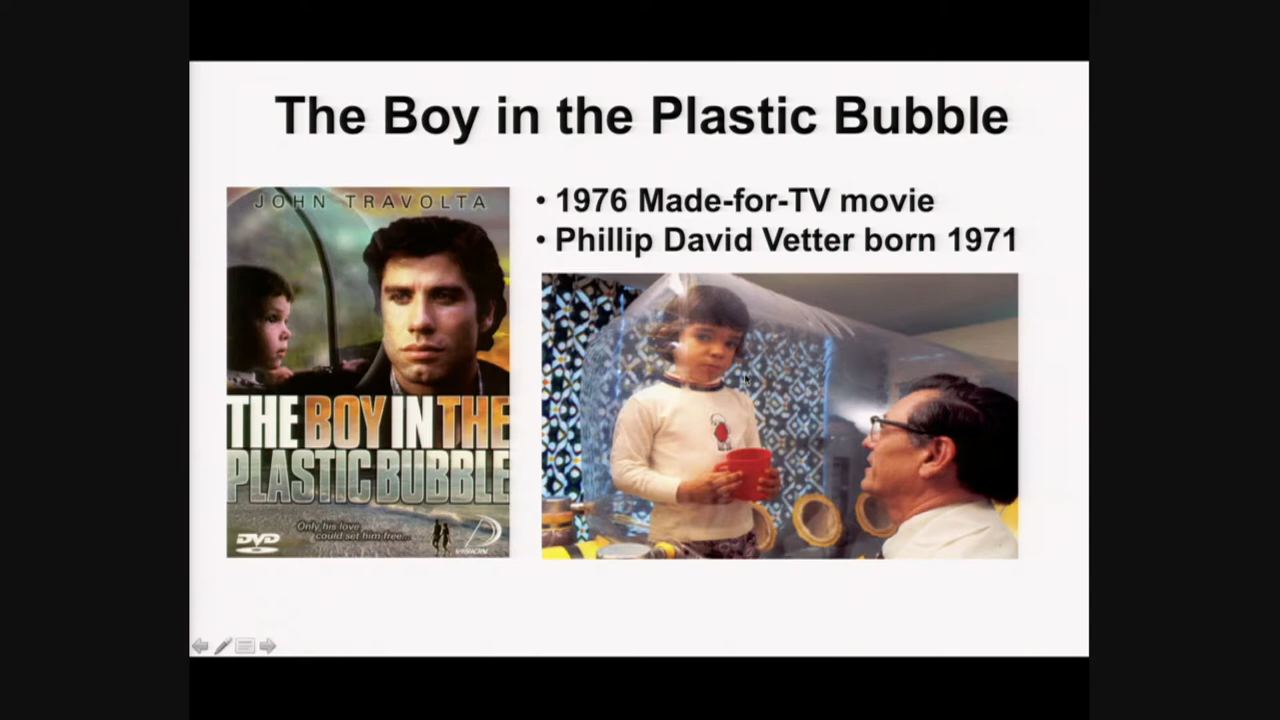 The Boy in the Plastic Bubble
JOHN TRAVOLTA
THE BOY IN THE
PLASTIC BUBBLE
Only his love
could set him free...
DVD
VISION
• 1976 Made-for-TV movie
• Phillip David Vetter born 1971